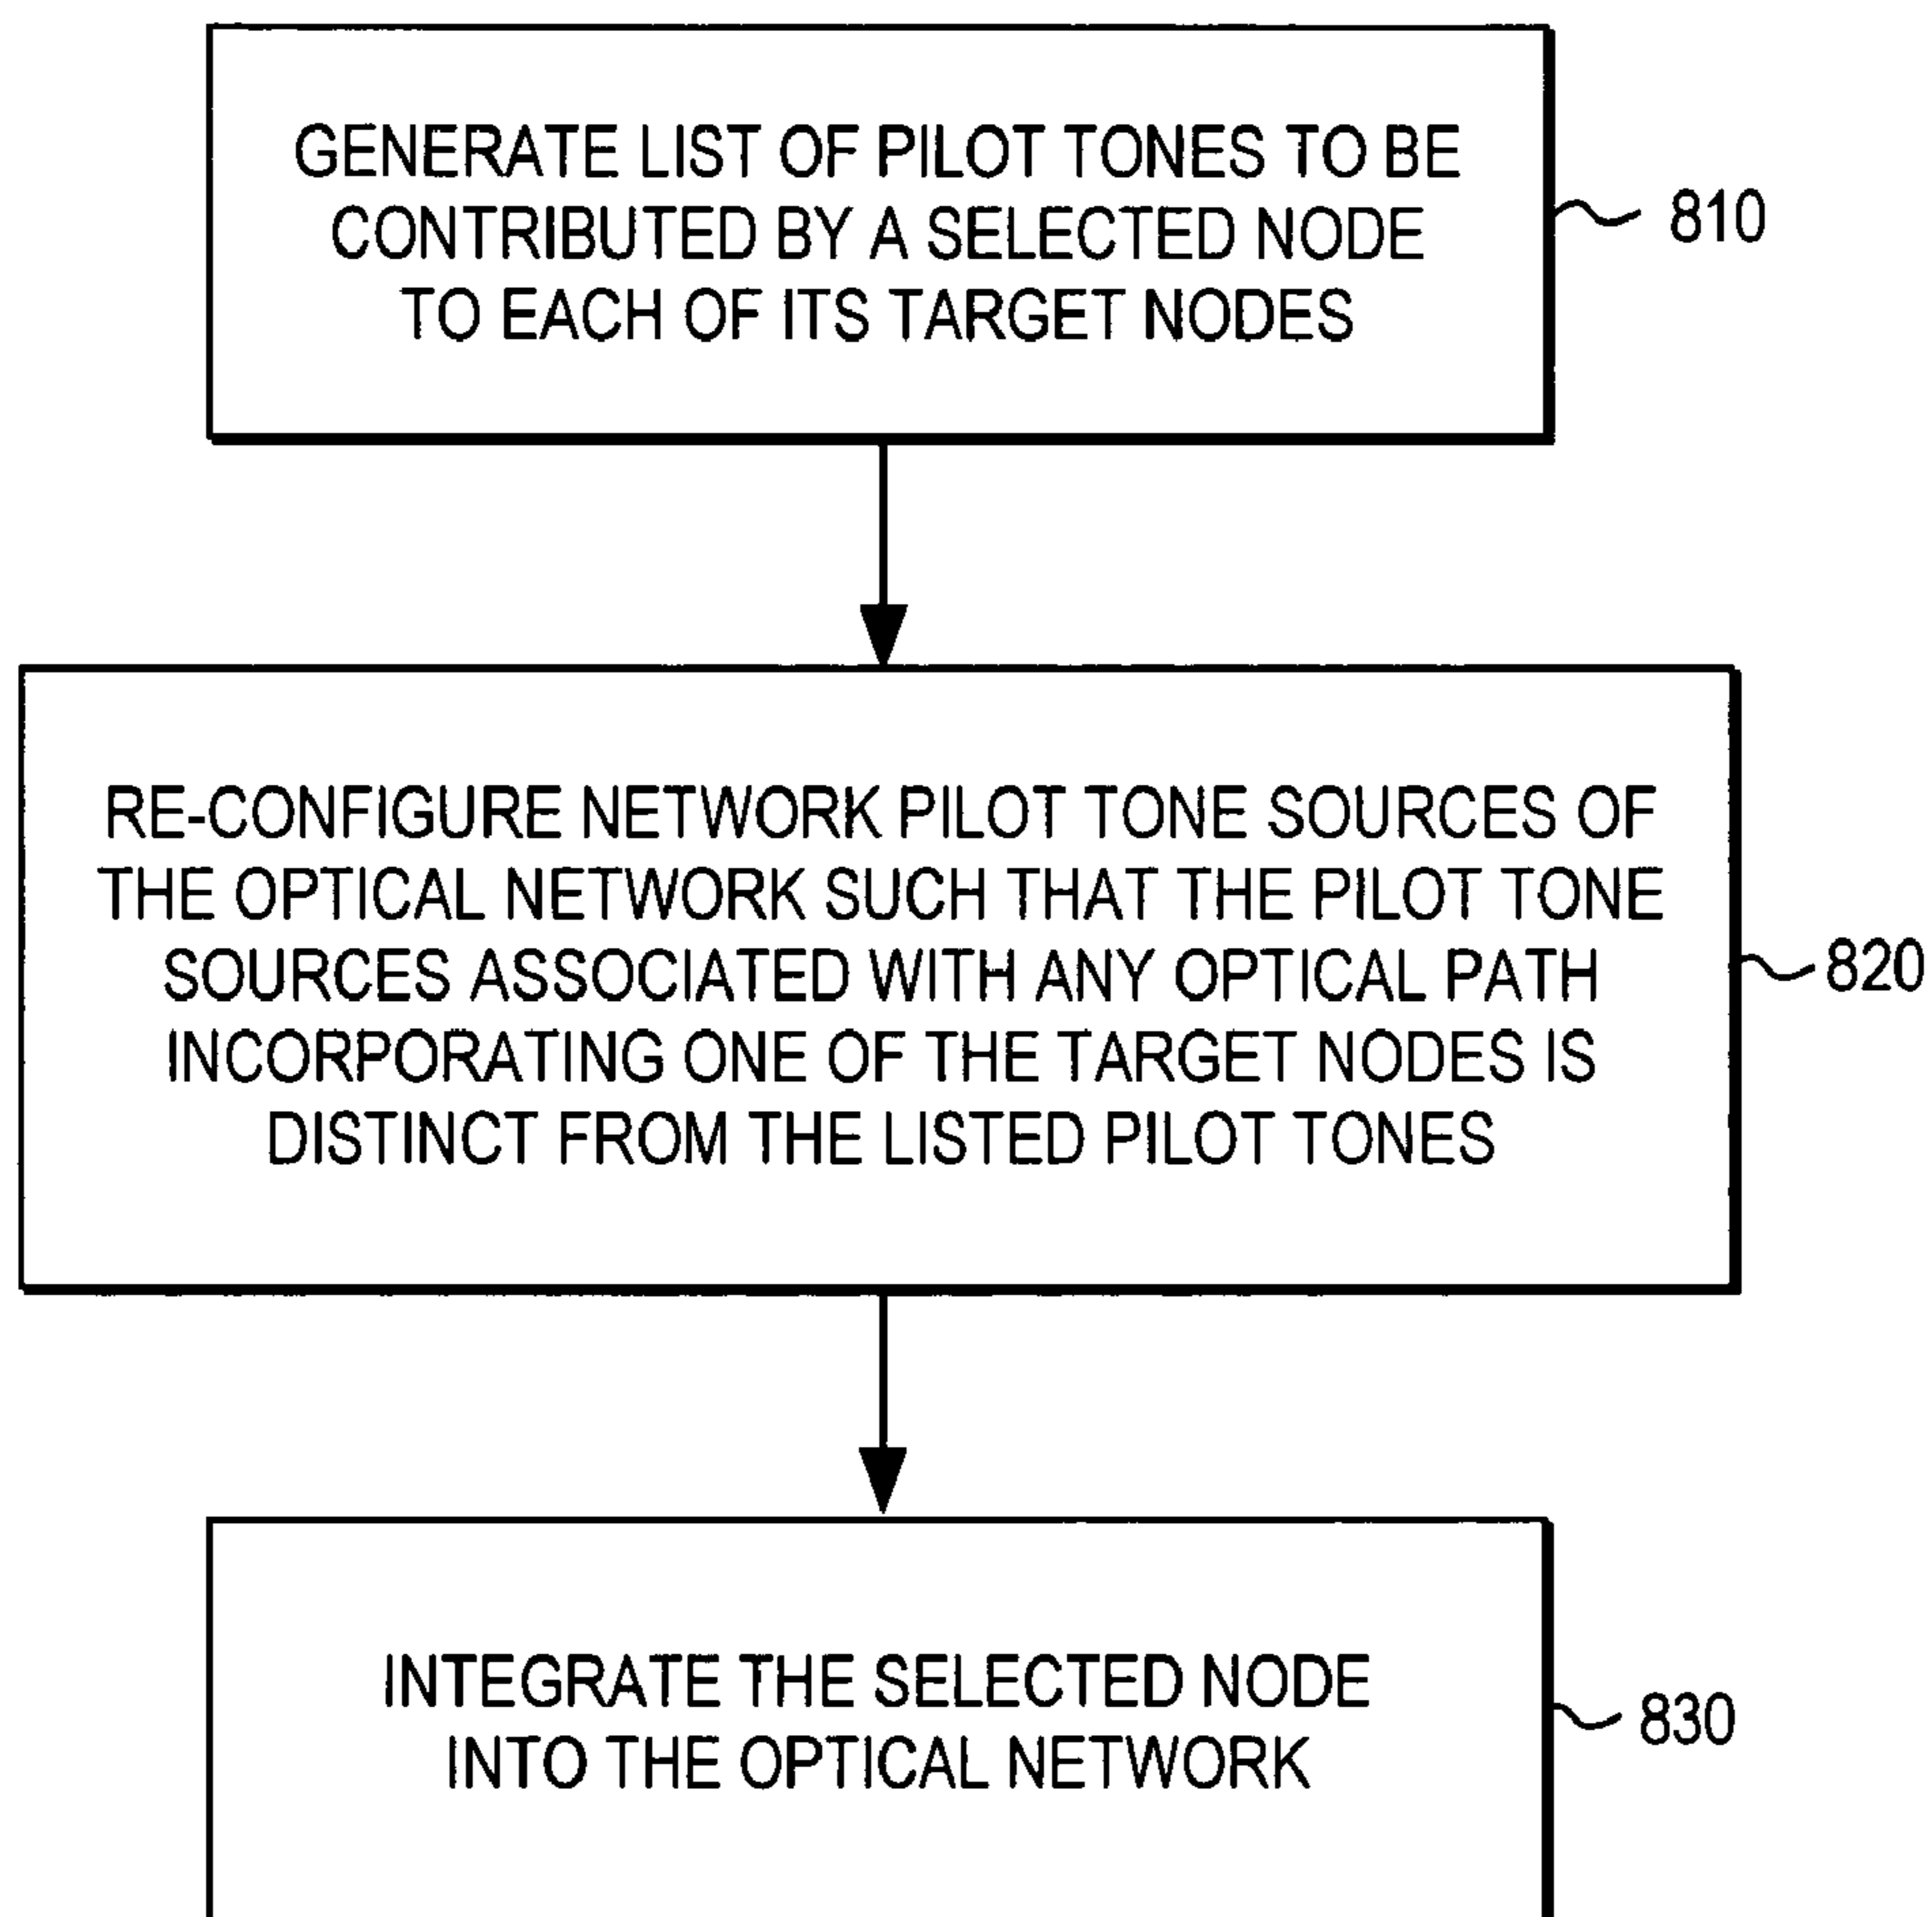 GENERATE LIST OF PILOT TONES TO BE
CONTRIBUTED BY A SELECTED NODE
TO EACH OF ITS TARGET NODES
810
RE-CONFIGURE NETWORK PILOT TONE SOURCES OF
THE OPTICAL NETWORK SUCH THAT THE PILOT TONE
SOURCES ASSOCIATED WITH ANY OPTICAL PATH
INCORPORATING ONE OF THE TARGET NODES IS
DISTINCT FROM THE LISTED PILOT TONES
820
INTEGRATE THE SELECTED NODE
INTO THE OPTICAL NETWORK
830